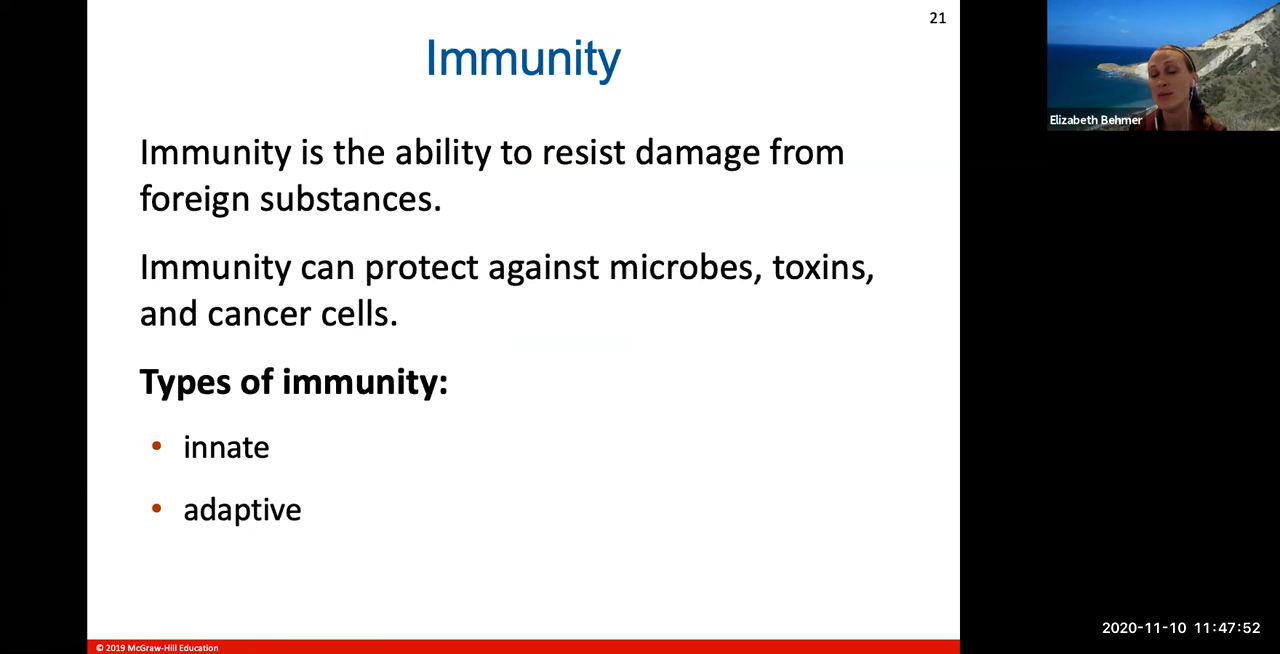 21
Immunity
Elizabeth Behmer
Immunity is the ability to resist damage from
foreign substances.
Immunity can protect against microbes, toxins,
and cancer cells.
Types of immunity:
• innate
• adaptive
2020-11-10 11:47:52
© 2019 McGraw-Hill Education